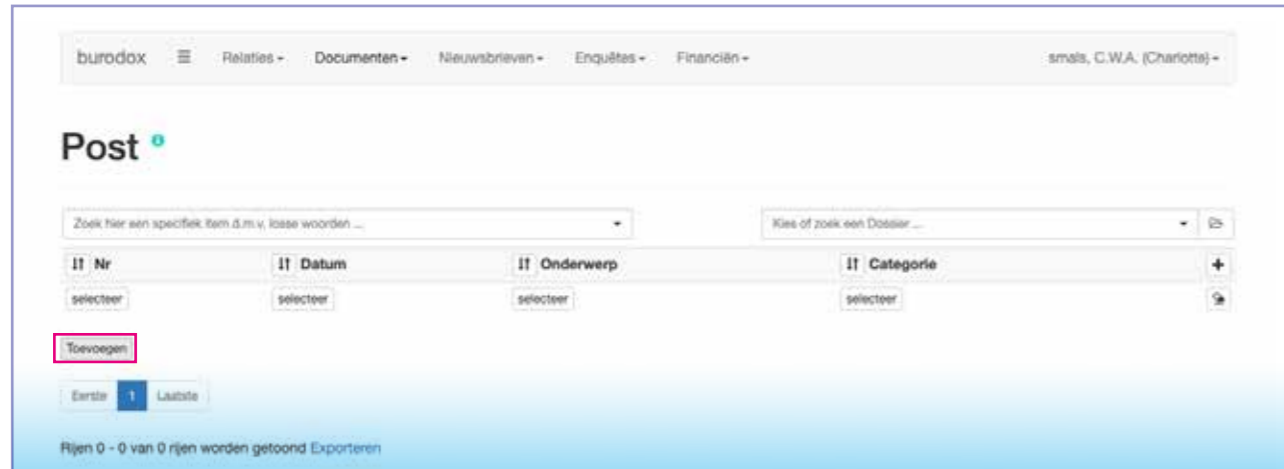 burodox Relaties Documenten Nieuwsbrieven Enquêtes Financiën smals, C.W.A. (Charlotte)
Post
Zoek hier een specifiek item d.m.v. losse woorden ... Kies of zoek een Dossier ...
Nr Datum Onderwerp Categorie +
selecteer selecteer selecteer selecteer
Toevoegen
Eerste 1 Laatste
Rijen 0 - 0 van 0 rijen worden getoond Exporteren